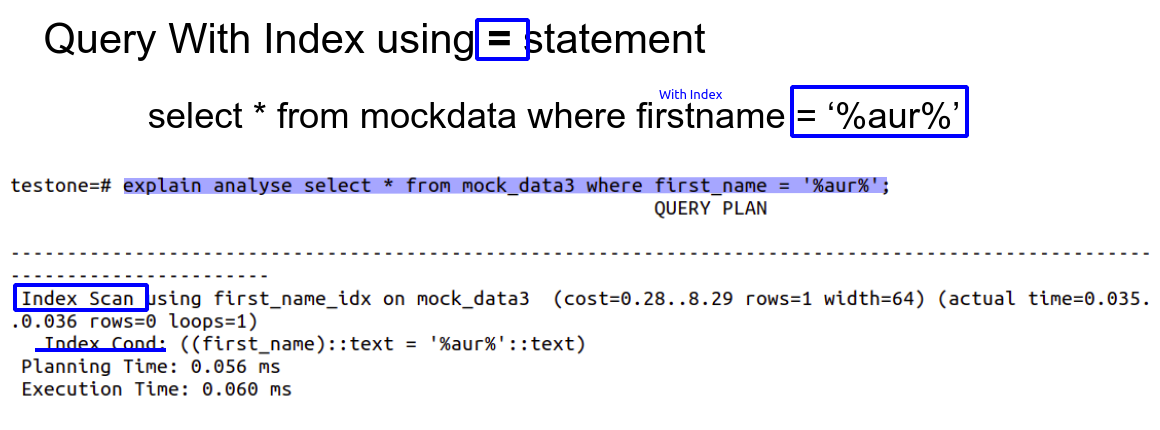 Query With Index using = statement
With Index
select * from mockdata where firstname = ‘%aur%’
testone=# explain analyse select * from mock_data3 where first_name = '%aur%';
QUERY PLAN
-----------------------------------------------------------------------------------------------------
-----------------------
Index Scan using first_name_idx on mock_data3  (cost=0.28..8.29 rows=1 width=64) (actual time=0.035.
.0.036 rows=0 loops=1)
Index Cond: ((first_name)::text = '%aur%'::text)
Planning Time: 0.056 ms
Execution Time: 0.060 ms